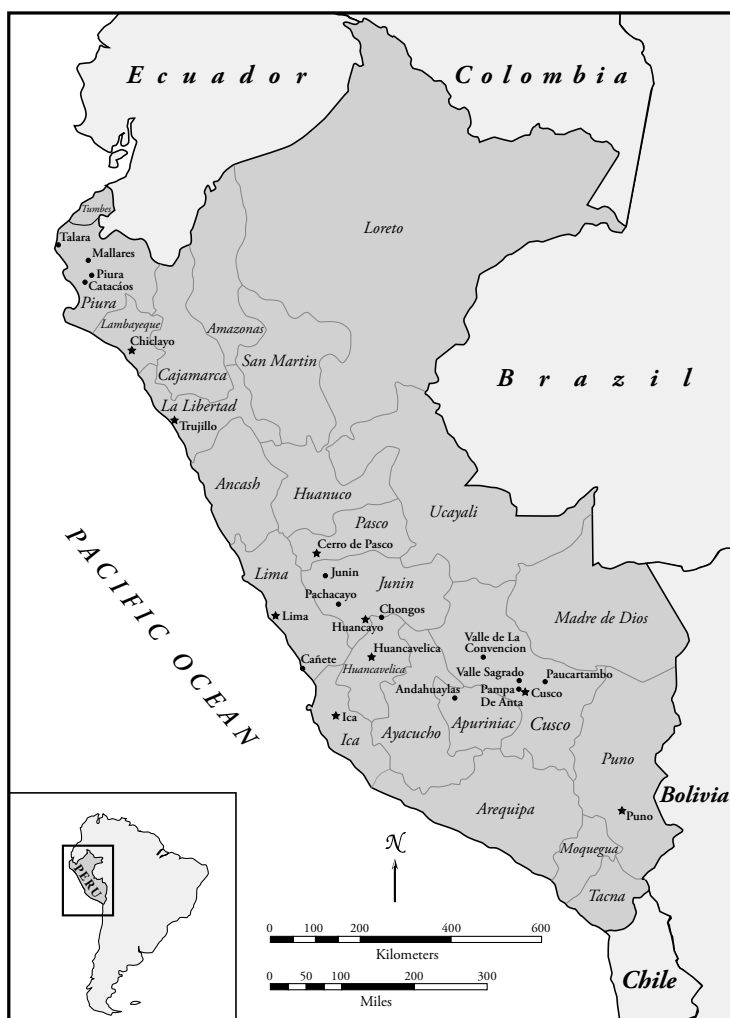 Ecuador
Colombia
Tumbes
Loreto
Talara
Mallares
Piura
Catacáos
Piura
Lambayeque
Amazonas
Chiclayo
San Martin
Cajamarca
Brazil
La Libertad
Trujillo
Ancash
Huanuco
Ucayali
Pasco
Cerro de Pasco
PACIFIC OCEAN
Lima
Junin
Junin
Pachacayo
Chongos
Lima
Huancayo
Madre de Dios
Valle de La
Convencion
Huancavelica
Cañete
Huancavelica
Valle Sagrado
Paucartambo
Andahuaylas
Pampa
De Anta
Cusco
Ica
Ica
Ayacucho
Apuriniac
Cusco
Puno
Bolivia
Arequipa
Puno
Moquegua
Tacna
PERU
N
0 100 200 400 600
Kilometers
0 50 100 200 300
Miles
Chile